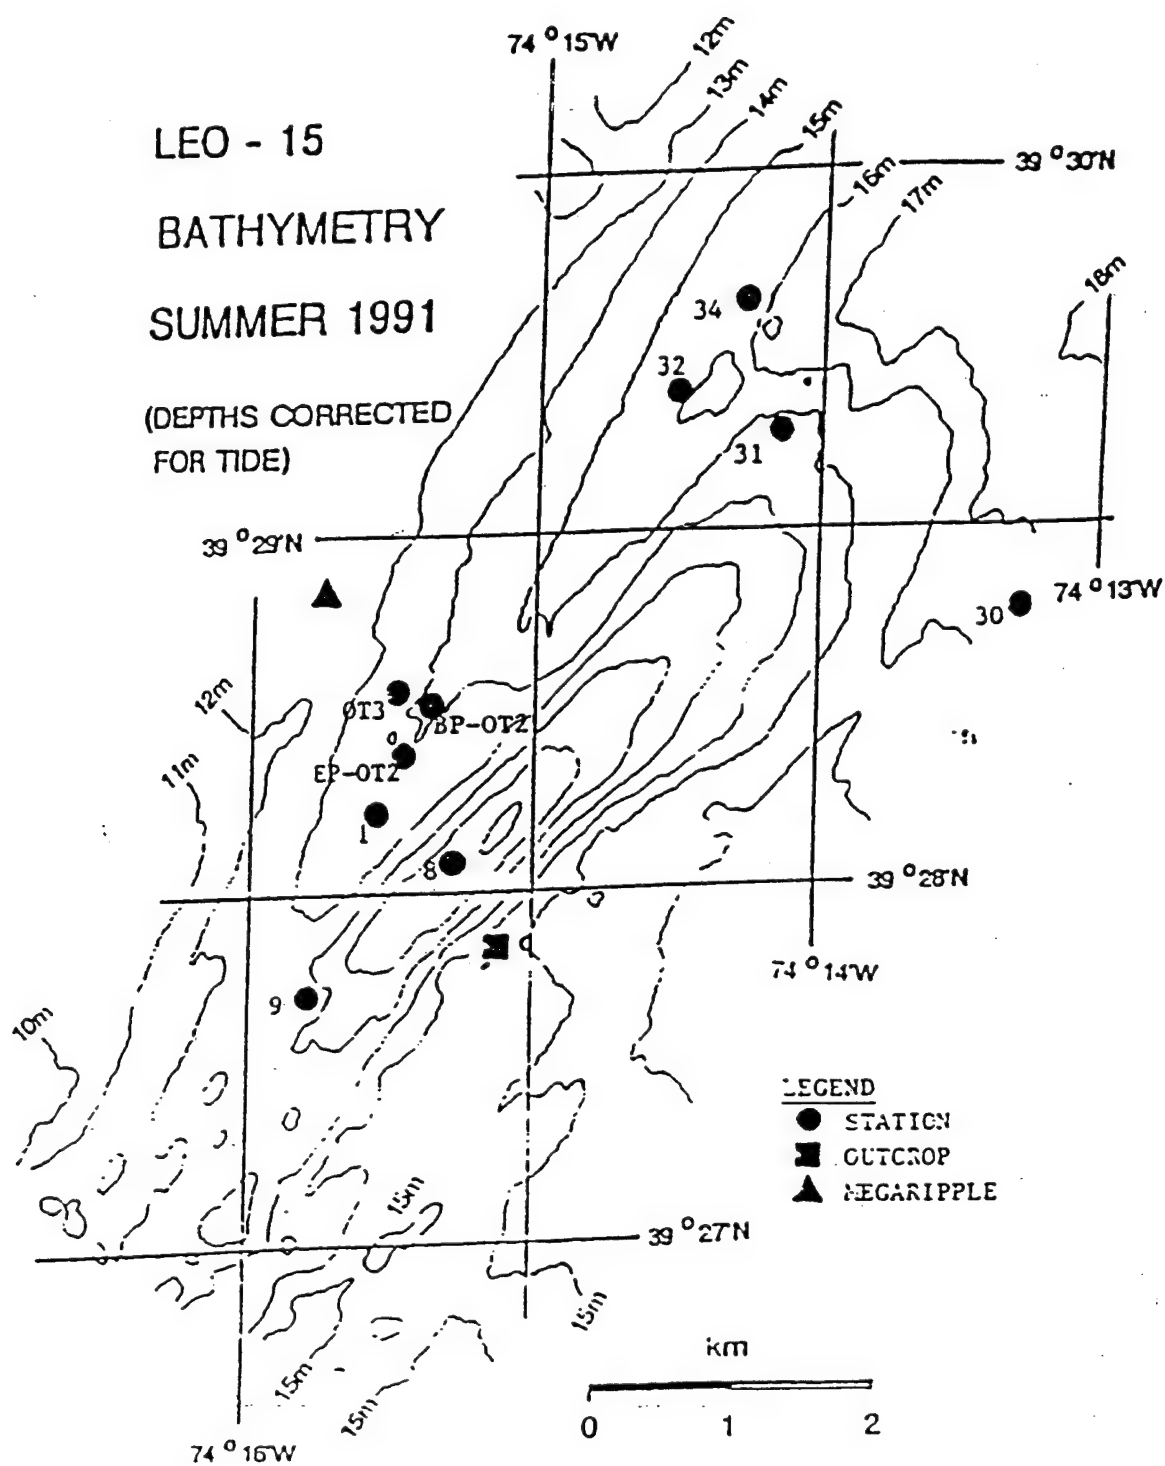 74°15'W
12m
13m
14m
15m
LEO - 15
39°30'N
16m
17m
BATHYMETRY
18m
SUMMER 1991
34
32
(DEPTHS CORRECTED
FOR TIDE)
31
39°29'N
74°13'W
30
12m
OT3
BP-OT2
EP-OT2
11m
1
8
39°28'N
74°14'W
9
10m
LEGEND
STATION
OUTCROP
MEGARIPPLE
15m
39°27'N
15m
15m
15m
km
0 1 2
74°16'W